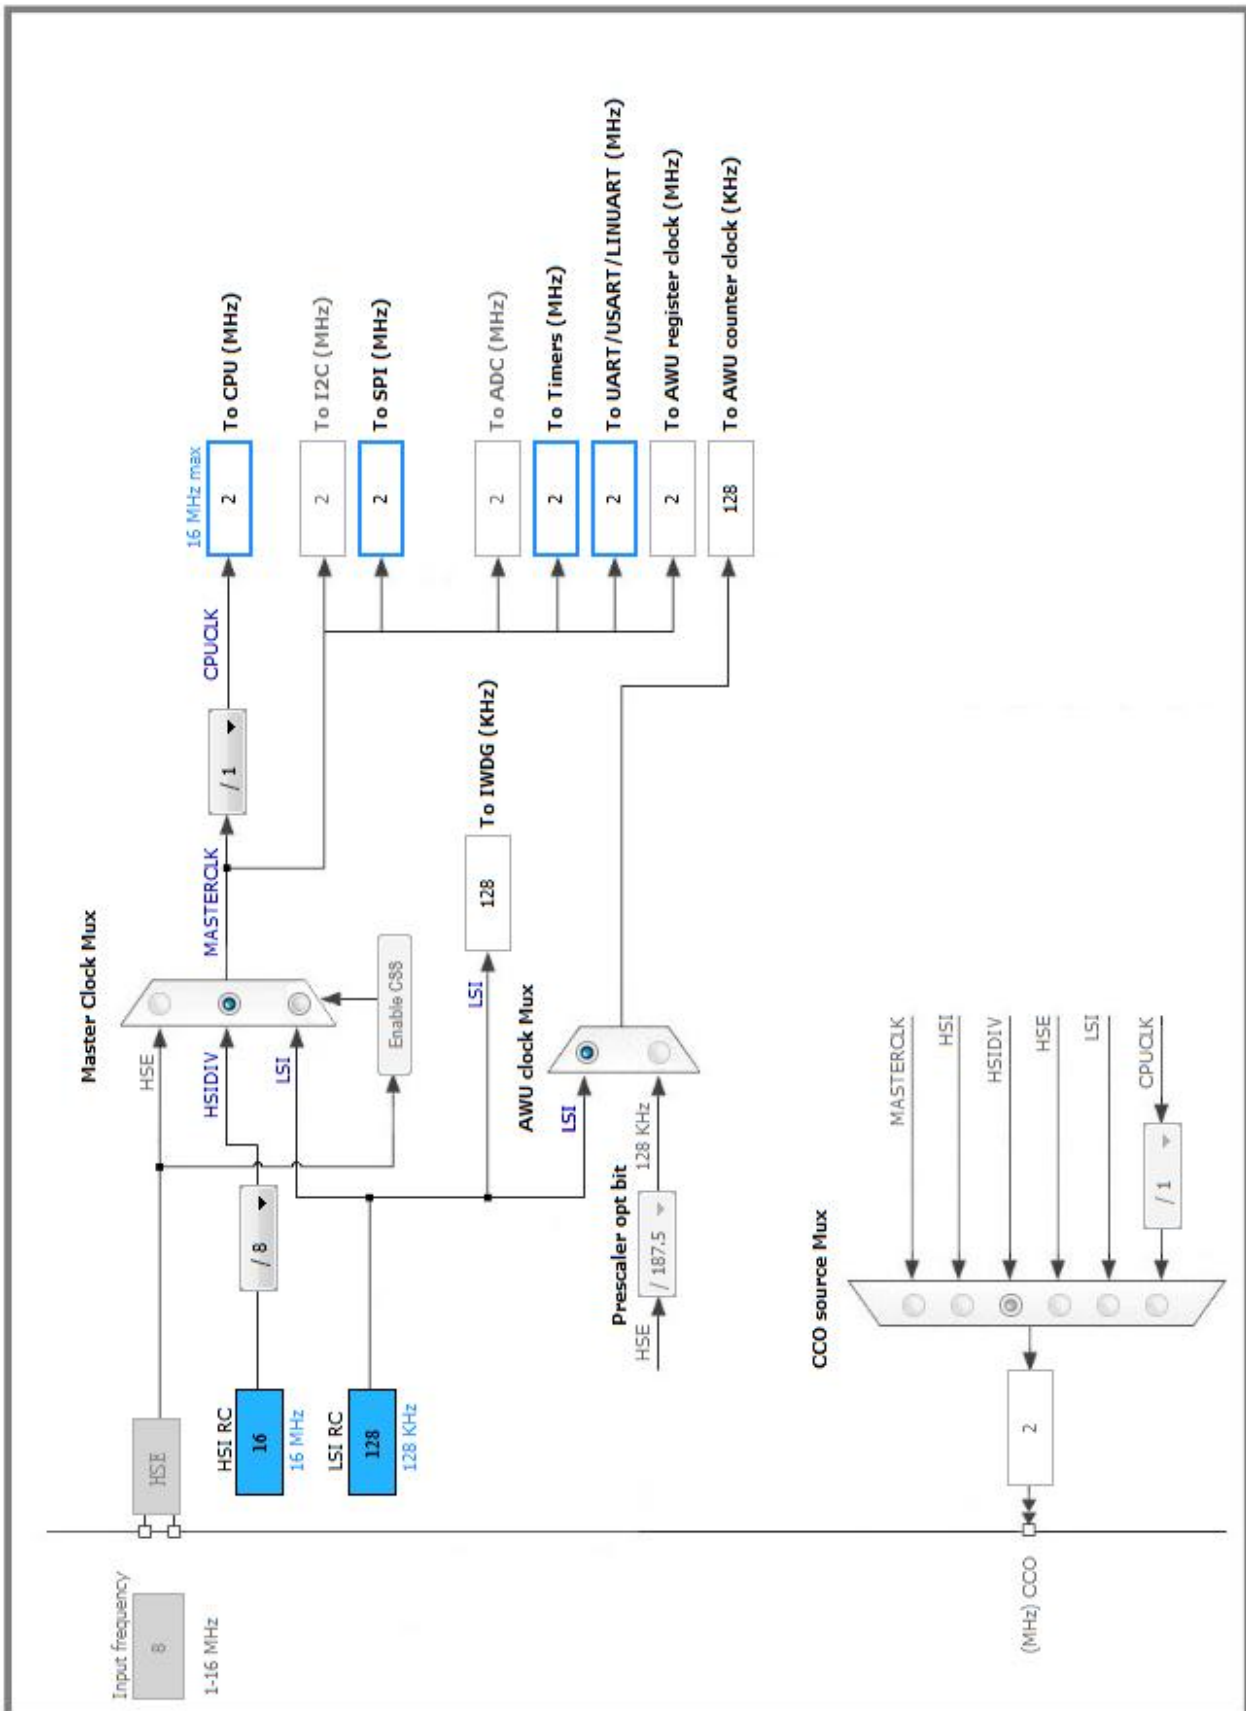 Input frequency
8
1-16 MHz
HSE
HSI RC
16
16 MHz
LSI RC
128
128 KHz
/ 8
HSE
HSIDIV
LSI
Master Clock Mux
Enable CSS
MASTERCLK
/ 1
CPUCLK
16 MHz max
2
To CPU (MHz)
2
To I2C (MHz)
2
To SPI (MHz)
2
To ADC (MHz)
2
To Timers (MHz)
2
To UART/USART/LINUART (MHz)
2
To AWU register clock (MHz)
128
To AWU counter clock (KHz)
LSI
128
To IWDG (KHz)
AWU clock Mux
LSI
Prescaler opt bit
HSE
/ 187.5
128 KHz
CCO source Mux
MASTERCLK
HSI
HSIDIV
HSE
LSI
CPUCLK
/ 1
2
(MHz) CCO